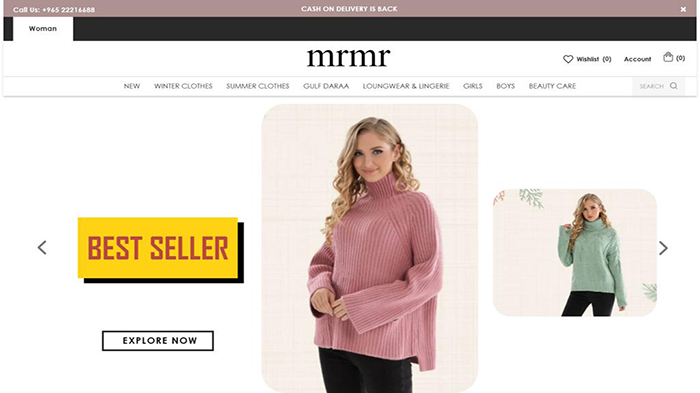 Call Us: +965 22216688
CASH ON DELIVERY IS BACK
×
Woman
mrmr
Wishlist (0)
Account
(0)
NEW WINTER CLOTHES SUMMER CLOTHES GULF DARAA LOUNGWEAR & LINGERIE GIRLS BOYS BEAUTY CARE
SEARCH
BEST SELLER
EXPLORE NOW